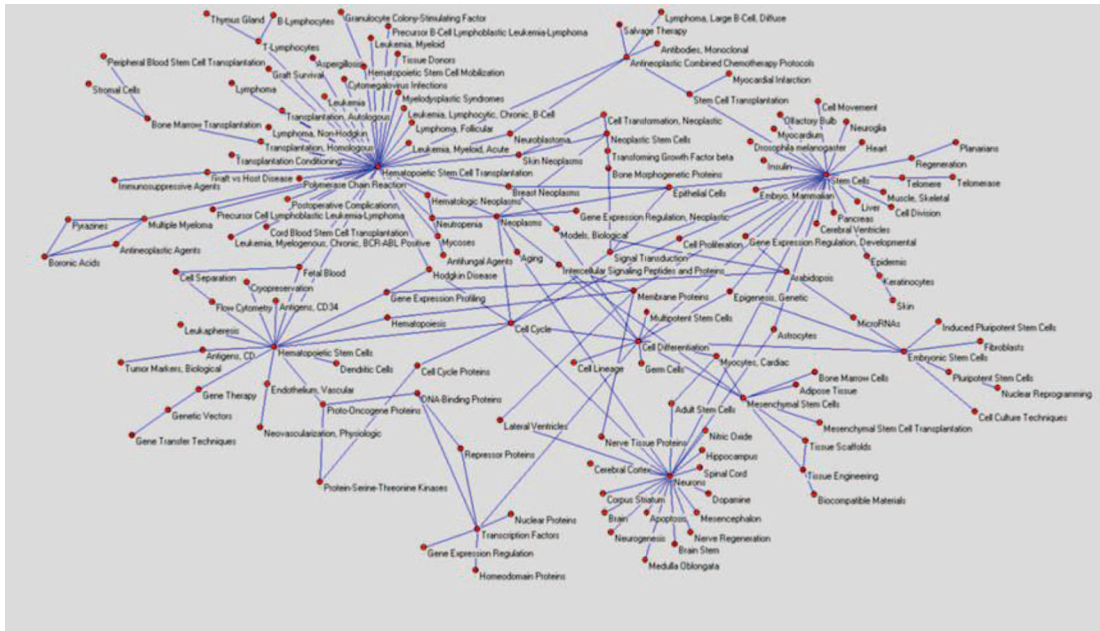 Thymus Gland
B-Lymphocytes
Granulocyte Colony-Stimulating Factor
Lymphoma, Large B-Cell, Diffuse
Precursor B-Cell Lymphoblastic Leukemia-Lymphoma
Salvage Therapy
T-Lymphocytes
Leukemia, Myeloid
Antibodies, Monoclonal
Peripheral Blood Stem Cell Transplantation
Aspergillosis
Tissue Donors
Antineoplastic Combined Chemotherapy Protocols
Graft Survival
Hematopoietic Stem Cell Mobilization
Myocardial Infarction
Stromal Cells
Lymphoma
Cytomegalovirus Infections
Stem Cell Transplantation
Leukemia
Myelodysplastic Syndromes
Cell Movement
Transplantation, Autologous
Leukemia, Lymphocytic, Chronic, B-Cell
Cell Transformation, Neoplastic
Olfactory Bulb
Neuroglia
Bone Marrow Transplantation
Lymphoma, Non-Hodgkin
Lymphoma, Follicular
Neuroblastoma
Neoplastic Stem Cells
Myocardium
Transplantation, Homologous
Leukemia, Myeloid, Acute
Drosophila melanogaster
Heart
Planarians
Transplantation Conditioning
Skin Neoplasms
Transforming Growth Factor beta
Insulin
Regeneration
Hematopoietic Stem Cell Transplantation
Bone Morphogenetic Proteins
Stem Cells
Immunosuppressive Agents
Graft vs Host Disease
Polymerase Chain Reaction
Breast Neoplasms
Epithelial Cells
Embryo, Mammalian
Telomere
Telomerase
Hematologic Neoplasms
Muscle, Skeletal
Postoperative Complications
Liver
Cell Division
Pyrazines
Multiple Myeloma
Precursor Cell Lymphoblastic Leukemia-Lymphoma
Neutropenia
Neoplasms
Gene Expression Regulation, Neoplastic
Pancreas
Cord Blood Stem Cell Transplantation
Cerebral Ventricles
Antineoplastic Agents
Leukemia, Myelogenous, Chronic, BCR-ABL Positive
Mycoses
Models, Biological
Cell Proliferation
Gene Expression Regulation, Developmental
Boronic Acids
Antifungal Agents
Aging
Signal Transduction
Epidermis
Cell Separation
Fetal Blood
Hodgkin Disease
Intercellular Signaling Peptides and Proteins
Arabidopsis
Cryopreservation
Keratinocytes
Flow Cytometry
Antigens, CD34
Gene Expression Profiling
Membrane Proteins
Epigenesis, Genetic
Skin
Leukapheresis
Hematopoiesis
Cell Cycle
Multipotent Stem Cells
MicroRNAs
Induced Pluripotent Stem Cells
Astrocytes
Antigens, CD
Hematopoietic Stem Cells
Cell Differentiation
Fibroblasts
Tumor Markers, Biological
Dendritic Cells
Cell Cycle Proteins
Cell Lineage
Germ Cells
Myocytes, Cardiac
Embryonic Stem Cells
Bone Marrow Cells
Pluripotent Stem Cells
Gene Therapy
Endothelium, Vascular
DNA-Binding Proteins
Adipose Tissue
Nuclear Reprogramming
Genetic Vectors
Proto-Oncogene Proteins
Adult Stem Cells
Mesenchymal Stem Cells
Cell Culture Techniques
Gene Transfer Techniques
Neovascularization, Physiologic
Lateral Ventricles
Mesenchymal Stem Cell Transplantation
Nerve Tissue Proteins
Nitric Oxide
Tissue Scaffolds
Repressor Proteins
Hippocampus
Cerebral Cortex
Spinal Cord
Tissue Engineering
Protein-Serine-Threonine Kinases
Neurons
Corpus Striatum
Dopamine
Biocompatible Materials
Nuclear Proteins
Brain
Apoptosis
Mesencephalon
Transcription Factors
Neurogenesis
Nerve Regeneration
Gene Expression Regulation
Brain Stem
Homeodomain Proteins
Medulla Oblongata